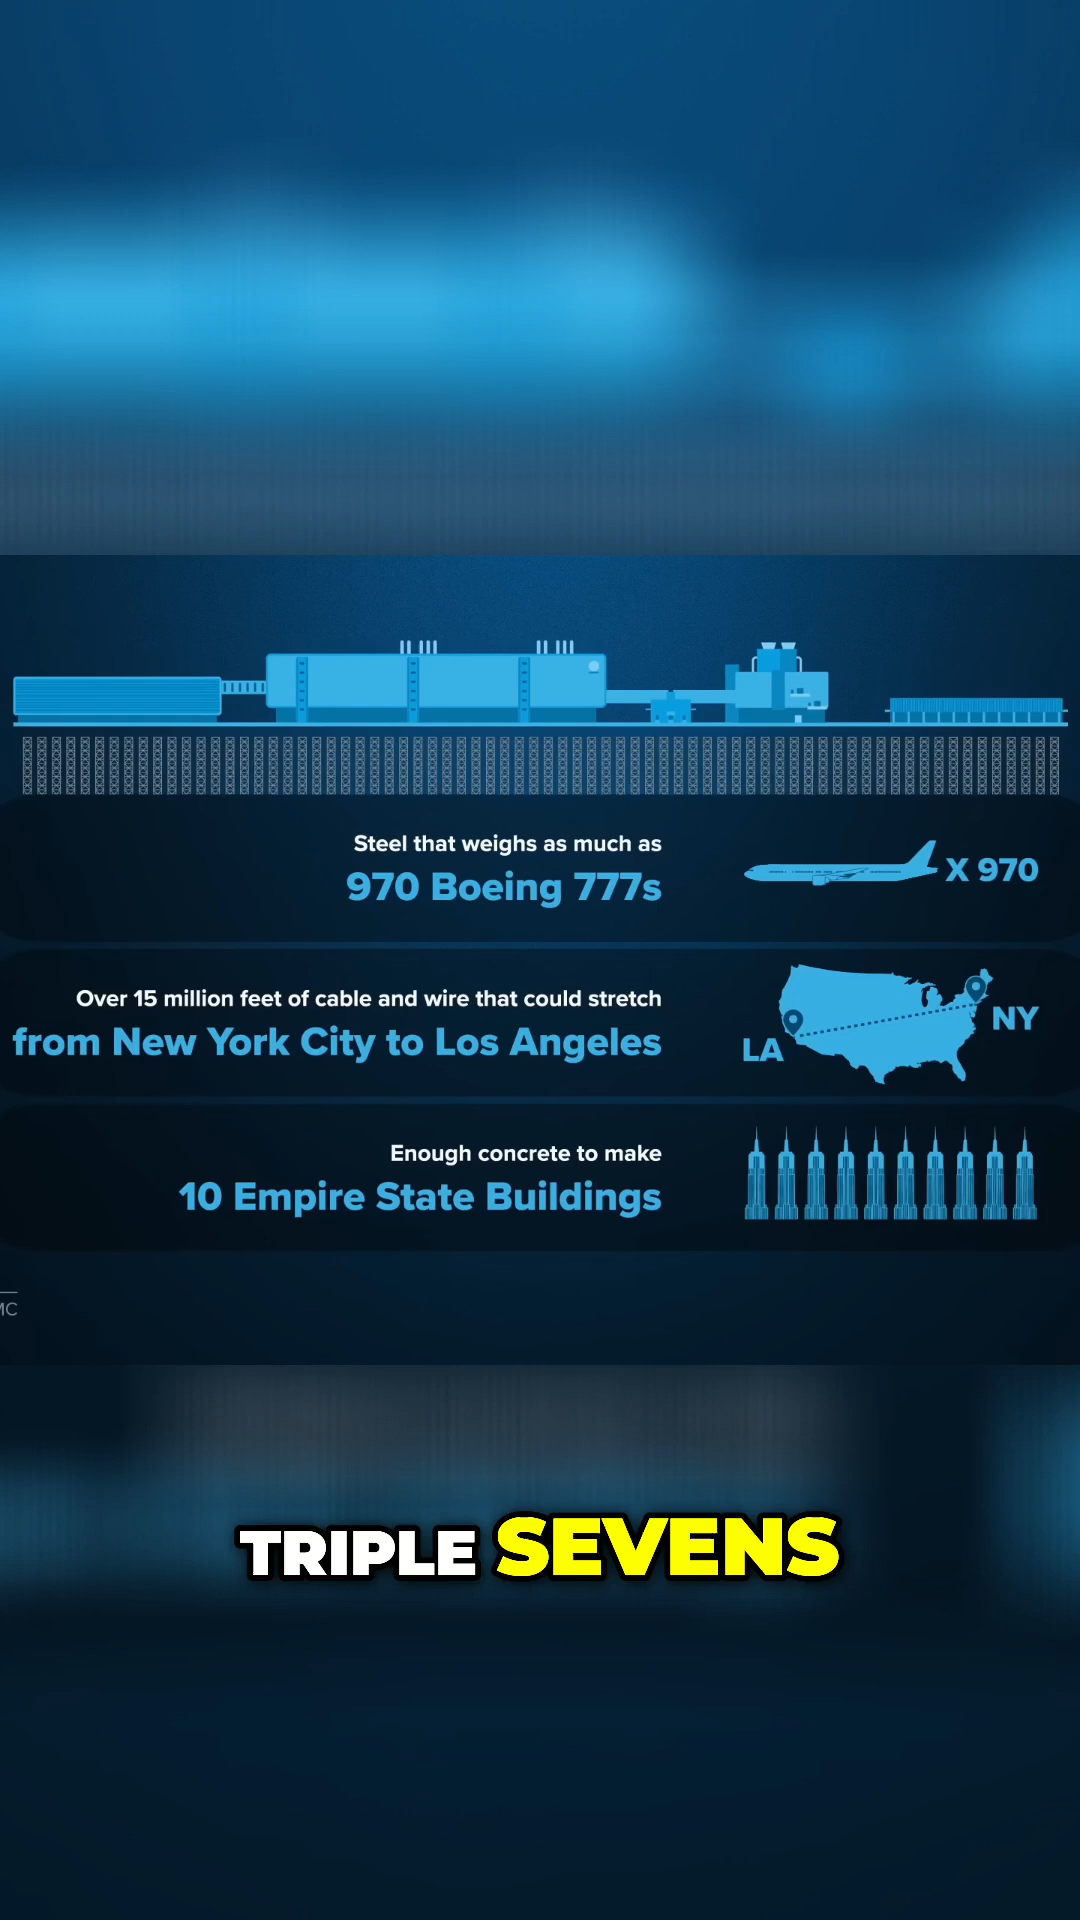 Steel that weighs as much as
970 Boeing 777s
X 970
Over 15 million feet of cable and wire that could stretch
from New York City to Los Angeles
LA
NY
Enough concrete to make
10 Empire State Buildings
MC
TRIPLE SEVENS